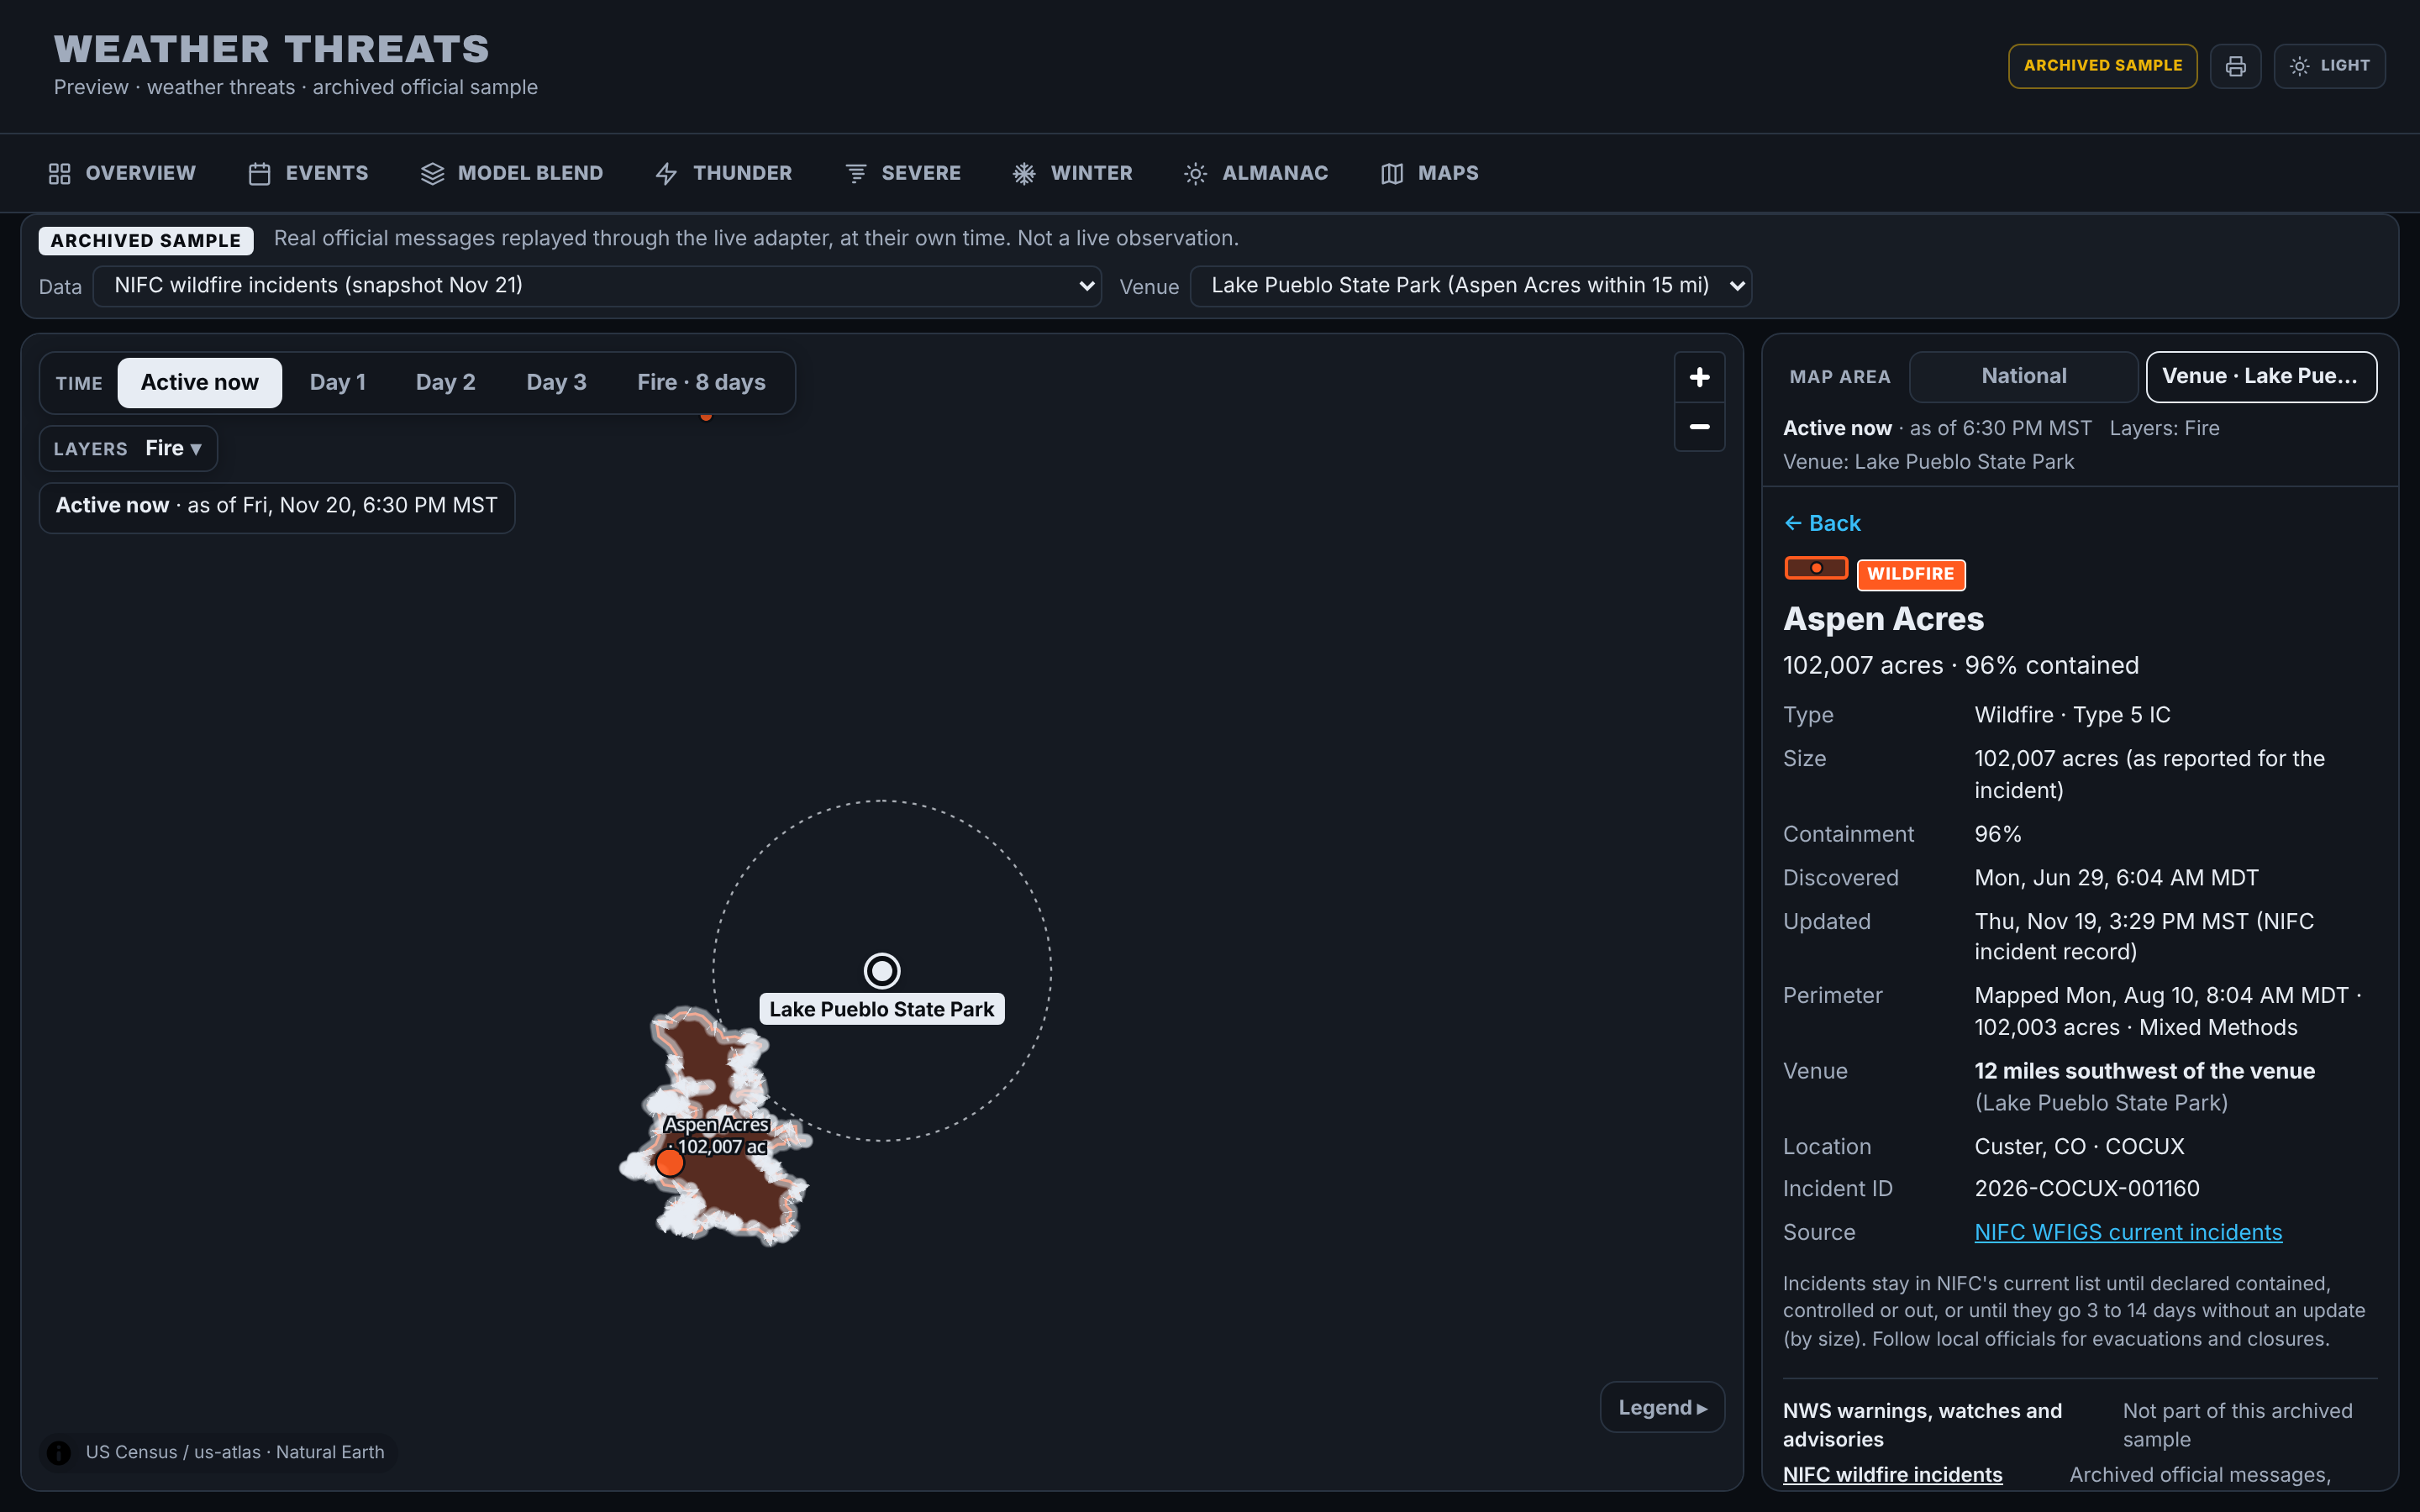 WEATHER THREATS
Preview · weather threats · archived official sample
ARCHIVED SAMPLE
LIGHT
OVERVIEW
EVENTS
MODEL BLEND
THUNDER
SEVERE
WINTER
ALMANAC
MAPS
ARCHIVED SAMPLE Real official messages replayed through the live adapter, at their own time. Not a live observation.
Data NIFC wildfire incidents (snapshot Nov 21) Venue Lake Pueblo State Park (Aspen Acres within 15 mi)
TIME Active now Day 1 Day 2 Day 3 Fire · 8 days
LAYERS Fire ▾
Active now · as of Fri, Nov 20, 6:30 PM MST
+
−
Lake Pueblo State Park
Aspen Acres
· 102,007 ac
Legend ▸
US Census / us-atlas · Natural Earth
MAP AREA National Venue · Lake Pue...
Active now · as of 6:30 PM MST Layers: Fire
Venue: Lake Pueblo State Park
← Back
WILDFIRE
Aspen Acres
102,007 acres · 96% contained
Type Wildfire · Type 5 IC
Size 102,007 acres (as reported for the
incident)
Containment 96%
Discovered Mon, Jun 29, 6:04 AM MDT
Updated Thu, Nov 19, 3:29 PM MST (NIFC
incident record)
Perimeter Mapped Mon, Aug 10, 8:04 AM MDT ·
102,003 acres · Mixed Methods
Venue 12 miles southwest of the venue
(Lake Pueblo State Park)
Location Custer, CO · COCUX
Incident ID 2026-COCUX-001160
Source NIFC WFIGS current incidents
Incidents stay in NIFC's current list until declared contained,
controlled or out, or until they go 3 to 14 days without an update
(by size). Follow local officials for evacuations and closures.
NWS warnings, watches and Not part of this archived
advisories sample
NIFC wildfire incidents Archived official messages,